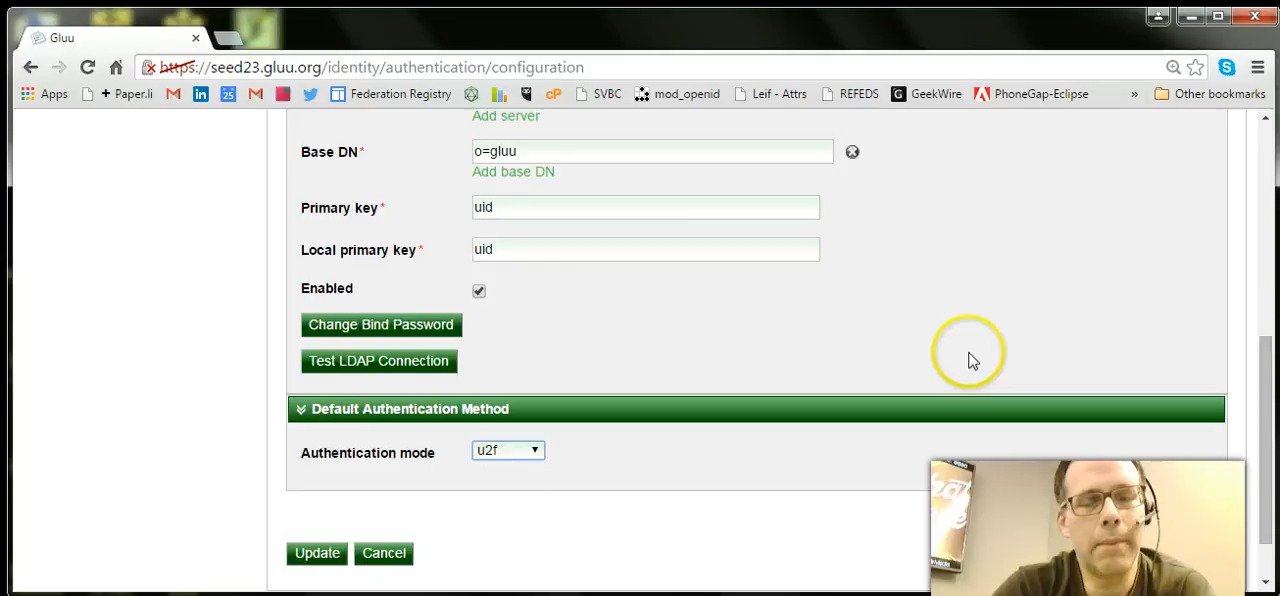 Gluu
https://seed23.gluu.org/identity/authentication/configuration
Apps + Paper.li 25 Federation Registry cP SVBC mod_openid Leif - Attrs REFEDS G GeekWire PhoneGap-Eclipse » Other bookmarks
Add server
Base DN* o=gluu
Add base DN
Primary key* uid
Local primary key* uid
Enabled
Change Bind Password
Test LDAP Connection
Default Authentication Method
Authentication mode u2f
Update Cancel